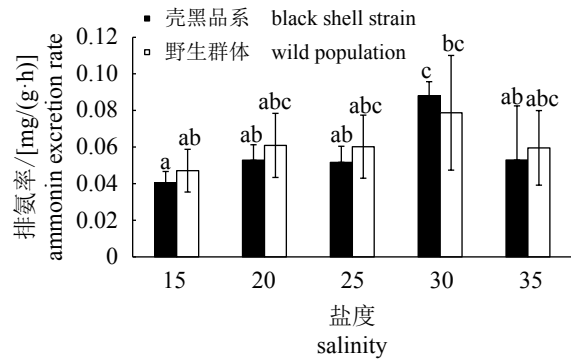 ■ 壳黑品系 black shell strain
□ 野生群体 wild population
排氨率/[mg/(g·h)]
ammonin excretion rate
0.12
0.10
0.08
0.06
0.04
0.02
0
a ab
ab abc
ab abc
c bc
ab abc
15 20 25 30 35
盐度
salinity